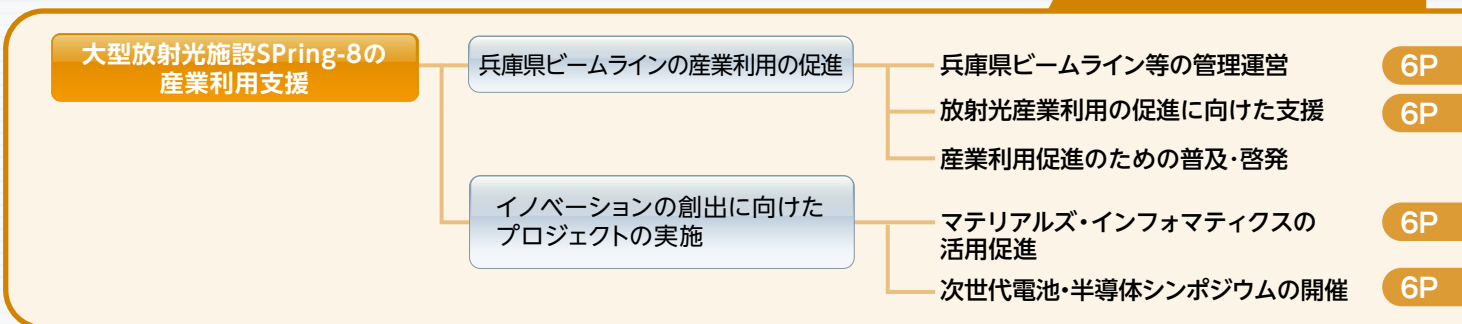 大型放射光施設SPring-8の
産業利用支援
兵庫県ビームラインの産業利用の促進
兵庫県ビームライン等の管理運営
6P
放射光産業利用の促進に向けた支援
6P
産業利用促進のための普及・啓発
イノベーションの創出に向けた
プロジェクトの実施
マテリアルズ・インフォマティクスの
活用促進
6P
次世代電池・半導体シンポジウムの開催
6P